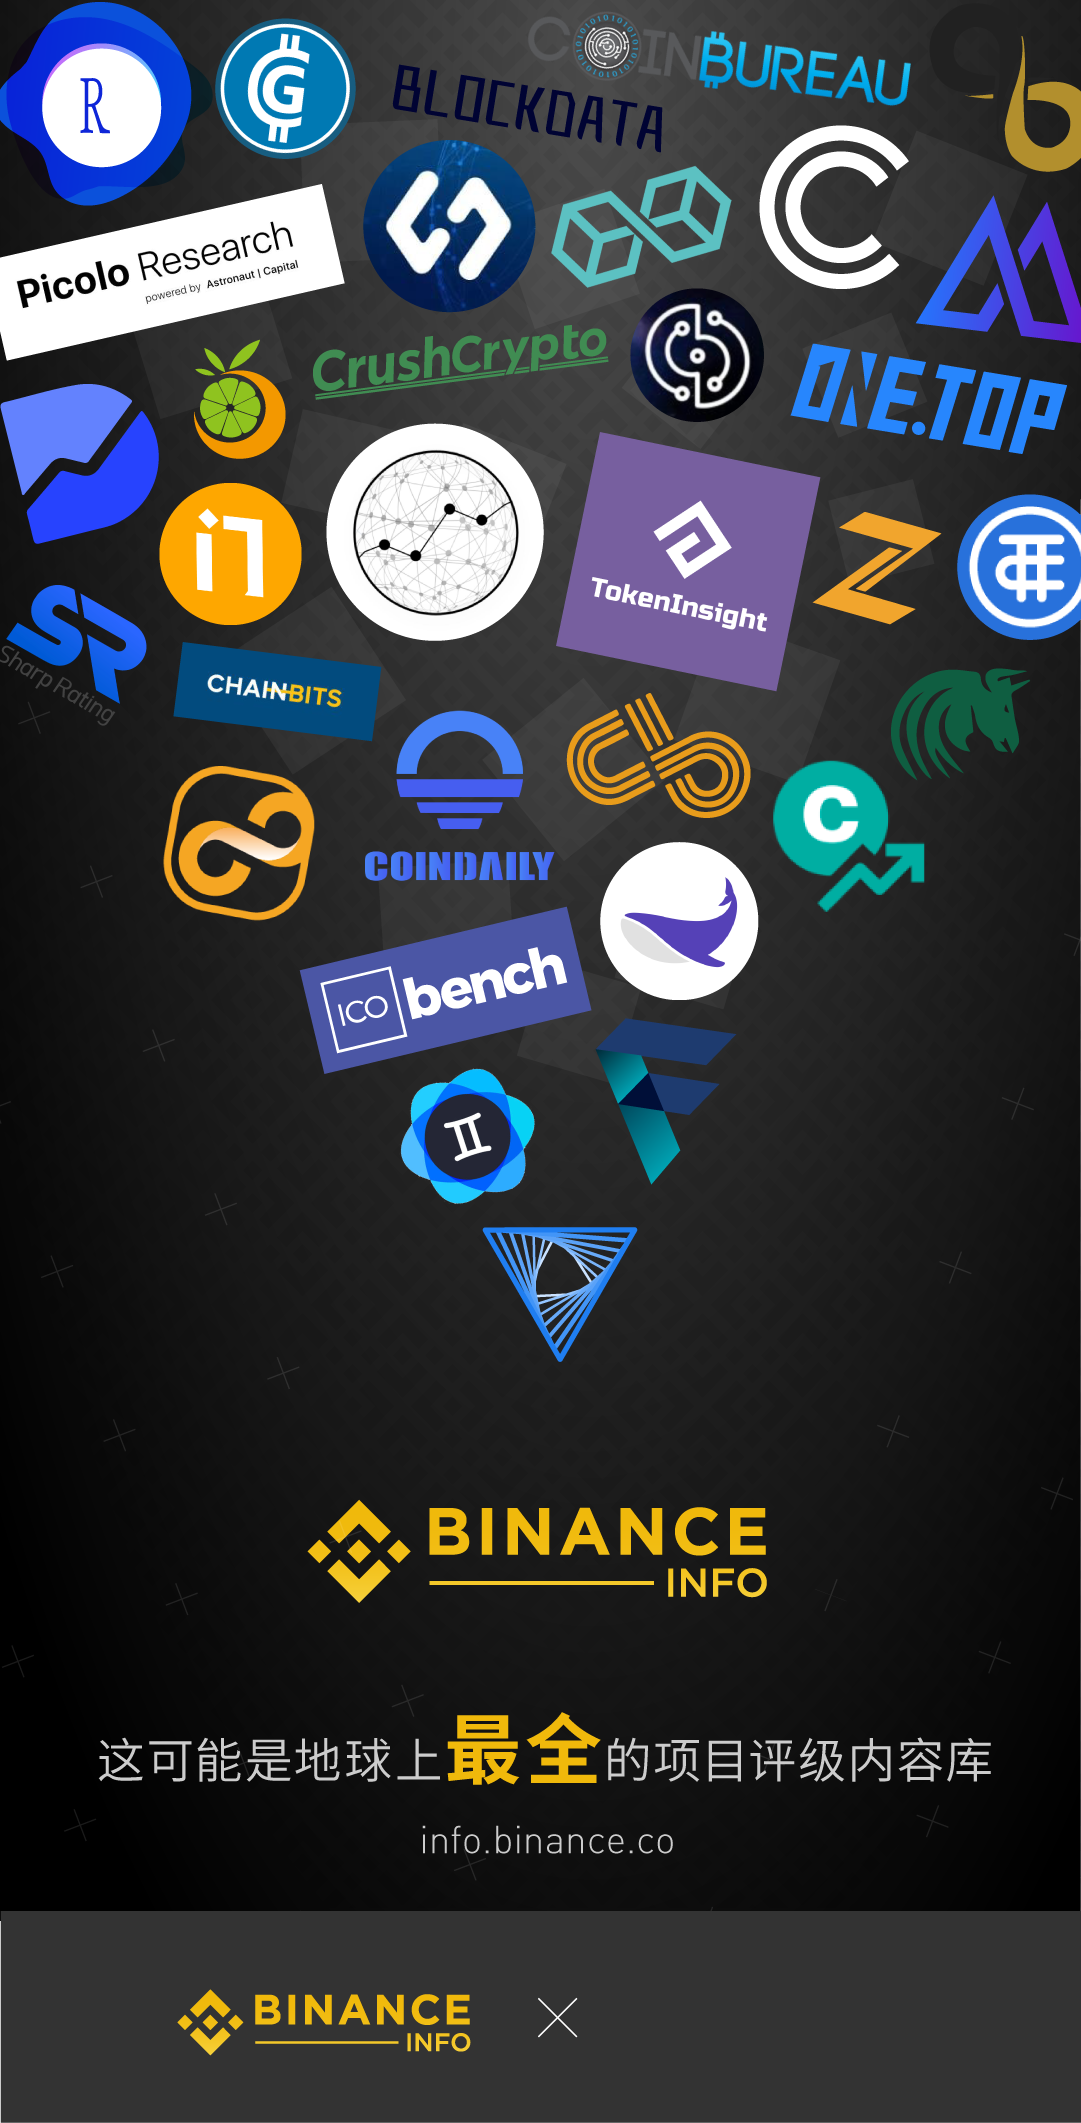 COINBUREAU
R
G
BLOCKDATA
Picolo Research
powered by Astronaut | Capital
CrushCrypto
ONE.TOP
TokenInsight
SR
Sharp Rating
CHAINBITS
COINDAILY
C
ICO bench
BINANCE
INFO
这可能是地球上最全的项目评级内容库
info.binance.co
BINANCE
INFO